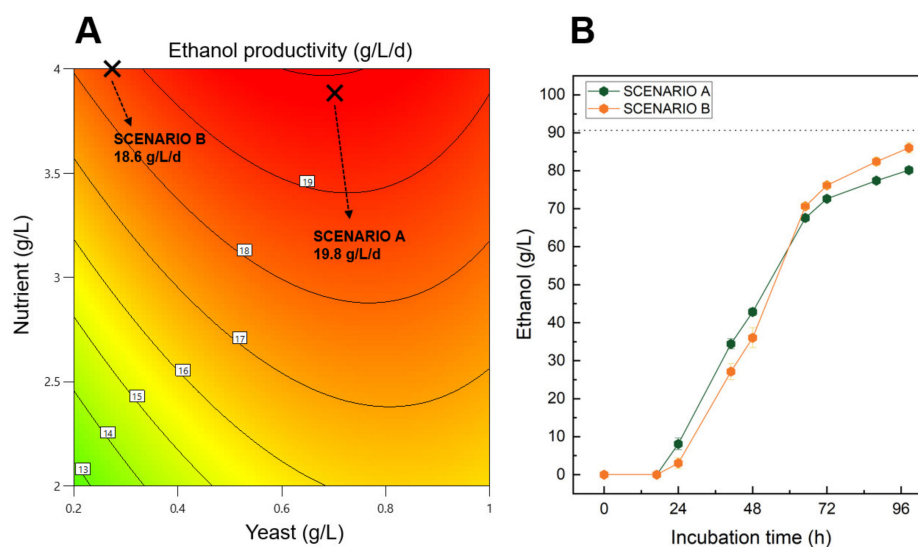 A
Ethanol productivity (g/L/d)
4
3.5
3
2.5
2
Nutrient (g/L)
SCENARIO B
18.6 g/L/d
SCENARIO A
19.8 g/L/d
19
18
17
16
15
14
13
0.2
0.4
0.6
0.8
1
Yeast (g/L)
B
SCENARIO A
SCENARIO B
100
90
80
70
60
50
40
30
20
10
0
Ethanol (g/L)
0
24
48
72
96
Incubation time (h)